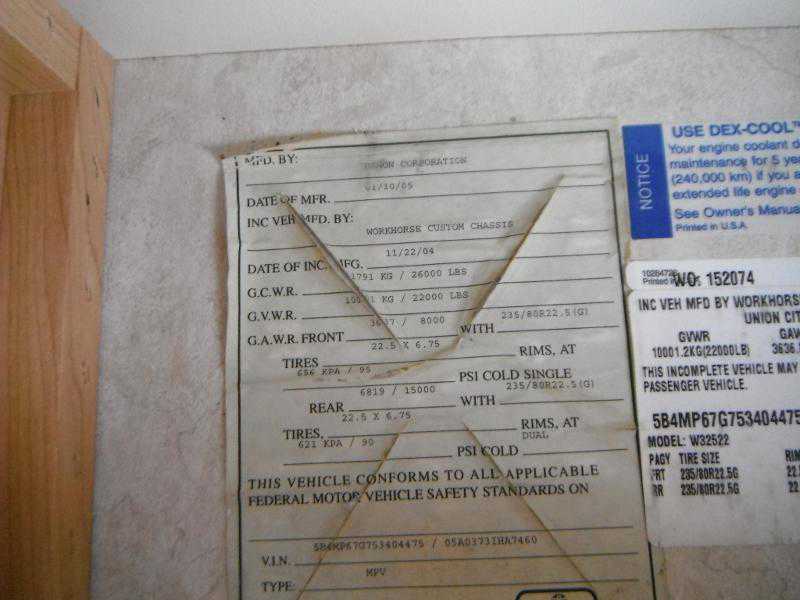 MFD. BY:
CORPORATION
01/10/05
DATE OF MFR.
INC VEH MFD. BY:
WORKHORSE CUSTOM CHASSIS
11/22/04
DATE OF INC. MFG.
KG / 26000 LBS
G.C.W.R.
KG / 22000 LBS
G.V.W.R.
/ 8000
235/80R22.5(G)
G.A.W.R. FRONT
WITH
22.5 X 6.75
TIRES
RIMS, AT
656 KPA / 95
PSI COLD SINGLE
6819 / 15000
235/80R22.5(G)
REAR
WITH
22.5 X 6.75
TIRES,
RIMS, AT
621 KPA / 90
DUAL
PSI COLD
THIS VEHICLE CONFORMS TO ALL APPLICABLE
FEDERAL MOTOR VEHICLE SAFETY STANDARDS ON
5B4MP67G753404475 / 05A0373IHA7460
V.I.N.
MPV
TYPE:
NOTICE
USE DEX-COOL™
Your engine coolant
maintenance for 5
(240,000 km) if you
extended life engine
See Owner's
Printed in U.S.A.
WO: 152074
INC VEH MFD BY WORKHORSE
UNION
GVWR
10001.2KG(22000LB)
THIS INCOMPLETE VEHICLE MAY
PASSENGER VEHICLE.
5B4MP67G753404475
MODEL: W32522
PAGY TIRE SIZE
FRT 235/80R22.5G
RR 235/80R22.5G